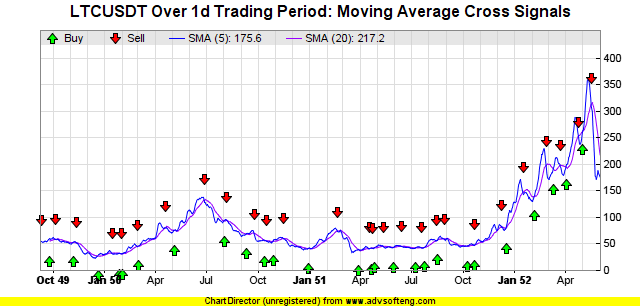 LTCUSDT Over 1d Trading Period: Moving Average Cross Signals
Buy Sell SMA (5): 175.6 SMA (20): 217.2
400
350
300
250
200
150
100
50
0
Oct 49 Jan 50 Apr Jul Oct Jan 51 Apr Jul Oct Jan 52 Apr
ChartDirector (unregistered) from www.advsofteng.com